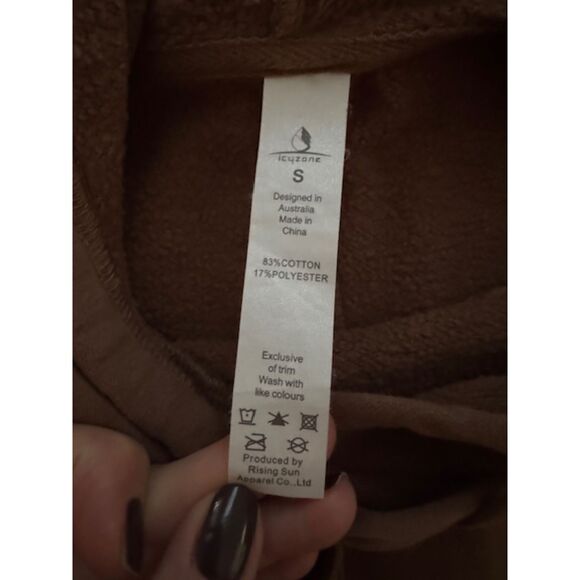 icyzone
S
Designed in
Australia
Made in
China
83%COTTON
17%POLYESTER
Exclusive
of trim
Wash with
like colours
Produced by
Rising Sun
Apparel Co.,Ltd